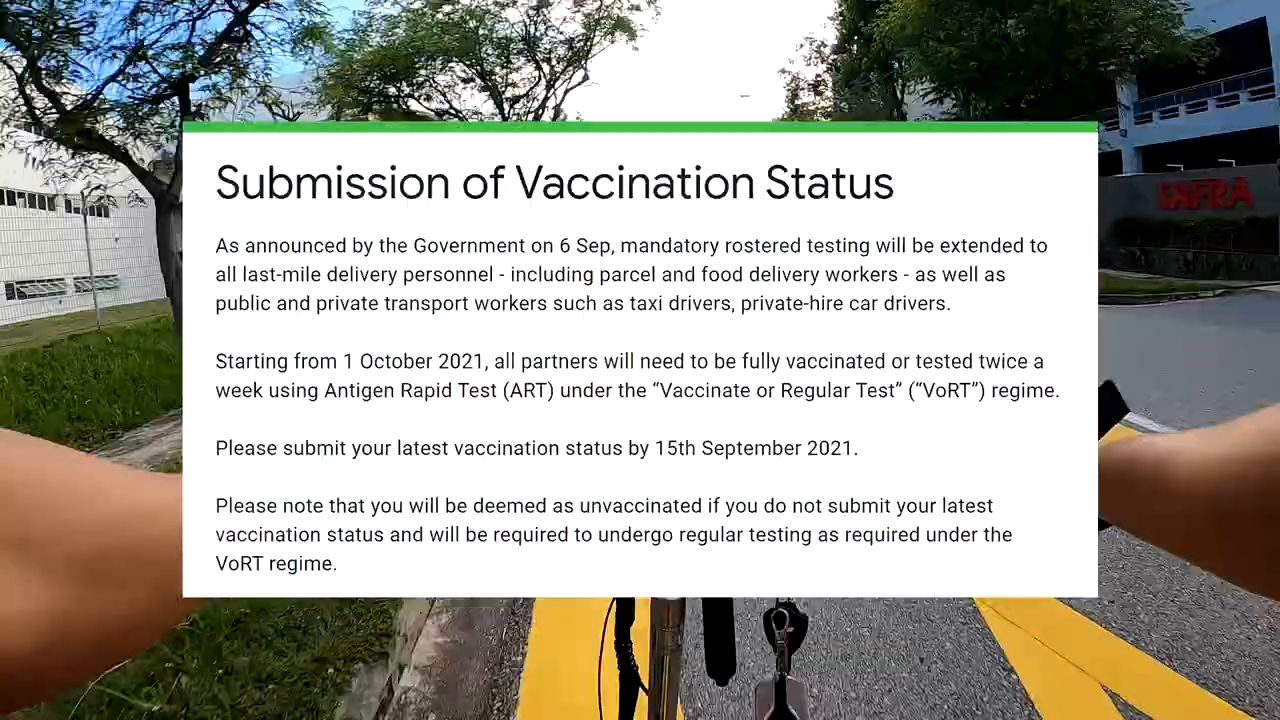 Submission of Vaccination Status
As announced by the Government on 6 Sep, mandatory rostered testing will be extended to
all last-mile delivery personnel - including parcel and food delivery workers - as well as
public and private transport workers such as taxi drivers, private-hire car drivers.
Starting from 1 October 2021, all partners will need to be fully vaccinated or tested twice a
week using Antigen Rapid Test (ART) under the “Vaccinate or Regular Test” (“VoRT”) regime.
Please submit your latest vaccination status by 15th September 2021.
Please note that you will be deemed as unvaccinated if you do not submit your latest
vaccination status and will be required to undergo regular testing as required under the
VoRT regime.
SAFRA